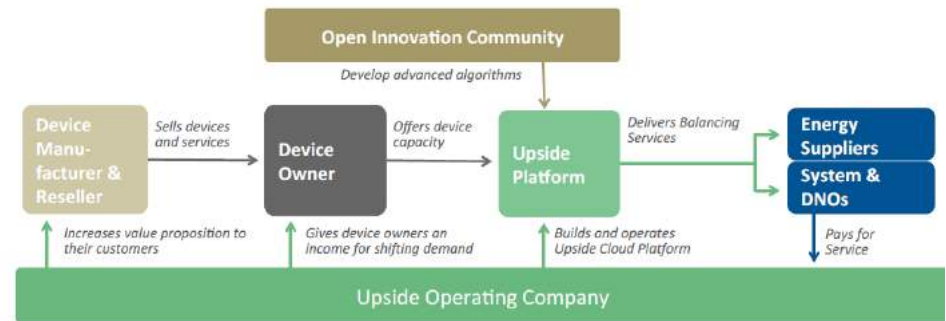 Open Innovation Community
Develop advanced algorithms
Device
Manu-
facturer &
Reseller
Sells devices
and services
Device
Owner
Offers device
capacity
Upside
Platform
Delivers Balancing
Services
Energy
Suppliers
System &
DNOs
Increases value proposition to
their customers
Gives device owners an
income for shifting demand
Builds and operates
Upside Cloud Platform
Pays for
Service
Upside Operating Company